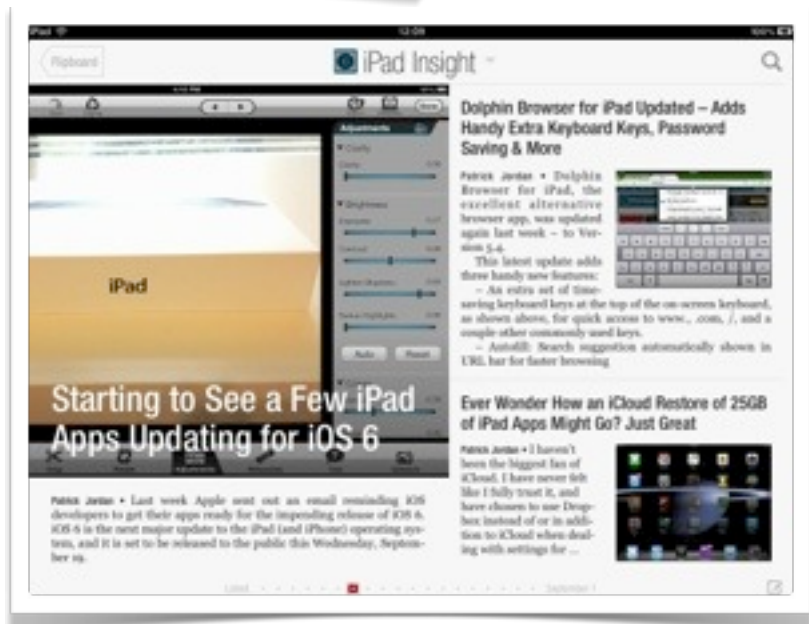 iPad
12:09
100%
Flipboard
iPad Insight
Adjustments
Clarity
Brightness
Exposure
Contrast
iPad
Auto
Reset
Starting to See a Few iPad
Apps Updating for iOS 6
Patrick Jordan • Last week Apple sent out an email reminding iOS
developers to get their apps ready for the impending release of iOS 6.
iOS 6 is the next major update to the iPad (and iPhone) operating sys-
tem, and it is set to be released to the public this Wednesday, Septem-
ber 19.
Dolphin Browser for iPad Updated – Adds
Handy Extra Keyboard Keys, Password
Saving & More
Patrick Jordan • Dolphin
Browser for iPad, the
excellent alternative
browser app, was updated
again last week – to Ver-
sion 5.4.
This latest update adds
three handy new features:
– An extra set of time-
saving keyboard keys at the top of the on-screen keyboard,
as shown above, for quick access to www., .com, /, and a
couple other commonly used keys.
– Autofill: Search suggestion automatically shown in
URL bar for faster browsing
Ever Wonder How an iCloud Restore of 25GB
of iPad Apps Might Go? Just Great
Patrick Jordan • I haven't
been the biggest fan of
iCloud. I have never felt
like I fully trust it, and
have chosen to use Drop-
box instead of or in addi-
tion to iCloud when deal-
ing with settings for ...
Latest
September 1